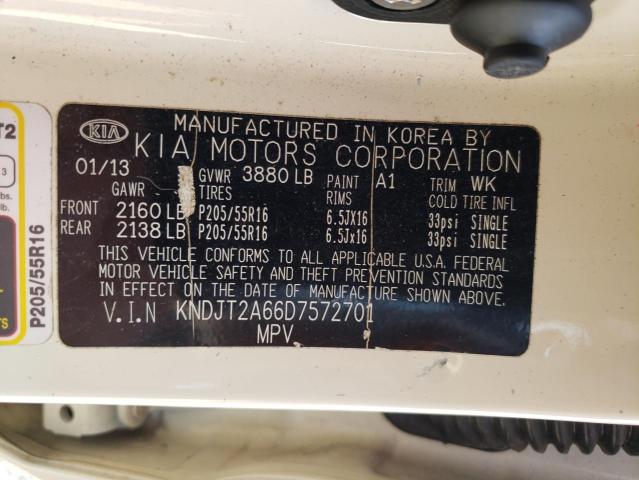 KIA
MANUFACTURED IN KOREA BY
KIA MOTORS CORPORATION
01/13 GVWR 3880 LB PAINT A1 TRIM WK
GAWR TIRES RIMS COLD TIRE INFL
FRONT 2160 LB P205/55R16 6.5JX16 33psi SINGLE
REAR 2138 LB P205/55R16 6.5Jx16 33psi SINGLE
THIS VEHICLE CONFORMS TO ALL APPLICABLE U.S.A. FEDERAL
MOTOR VEHICLE SAFETY AND THEFT PREVENTION STANDARDS
IN EFFECT ON THE DATE OF MANUFACTURE SHOWN ABOVE.
V.I.N KNDJT2A66D7572701
MPV
T2
3
lbs.
P205/55R16